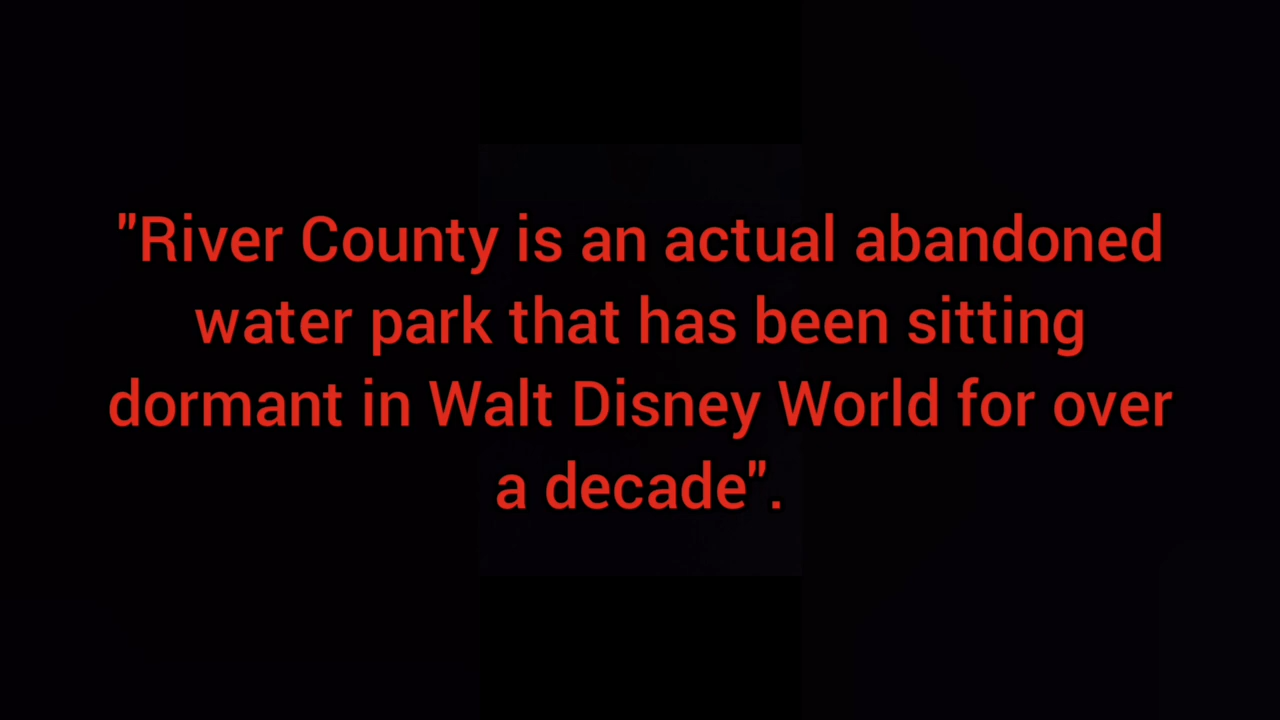 "River County is an actual abandoned
water park that has been sitting
dormant in Walt Disney World for over
a decade".